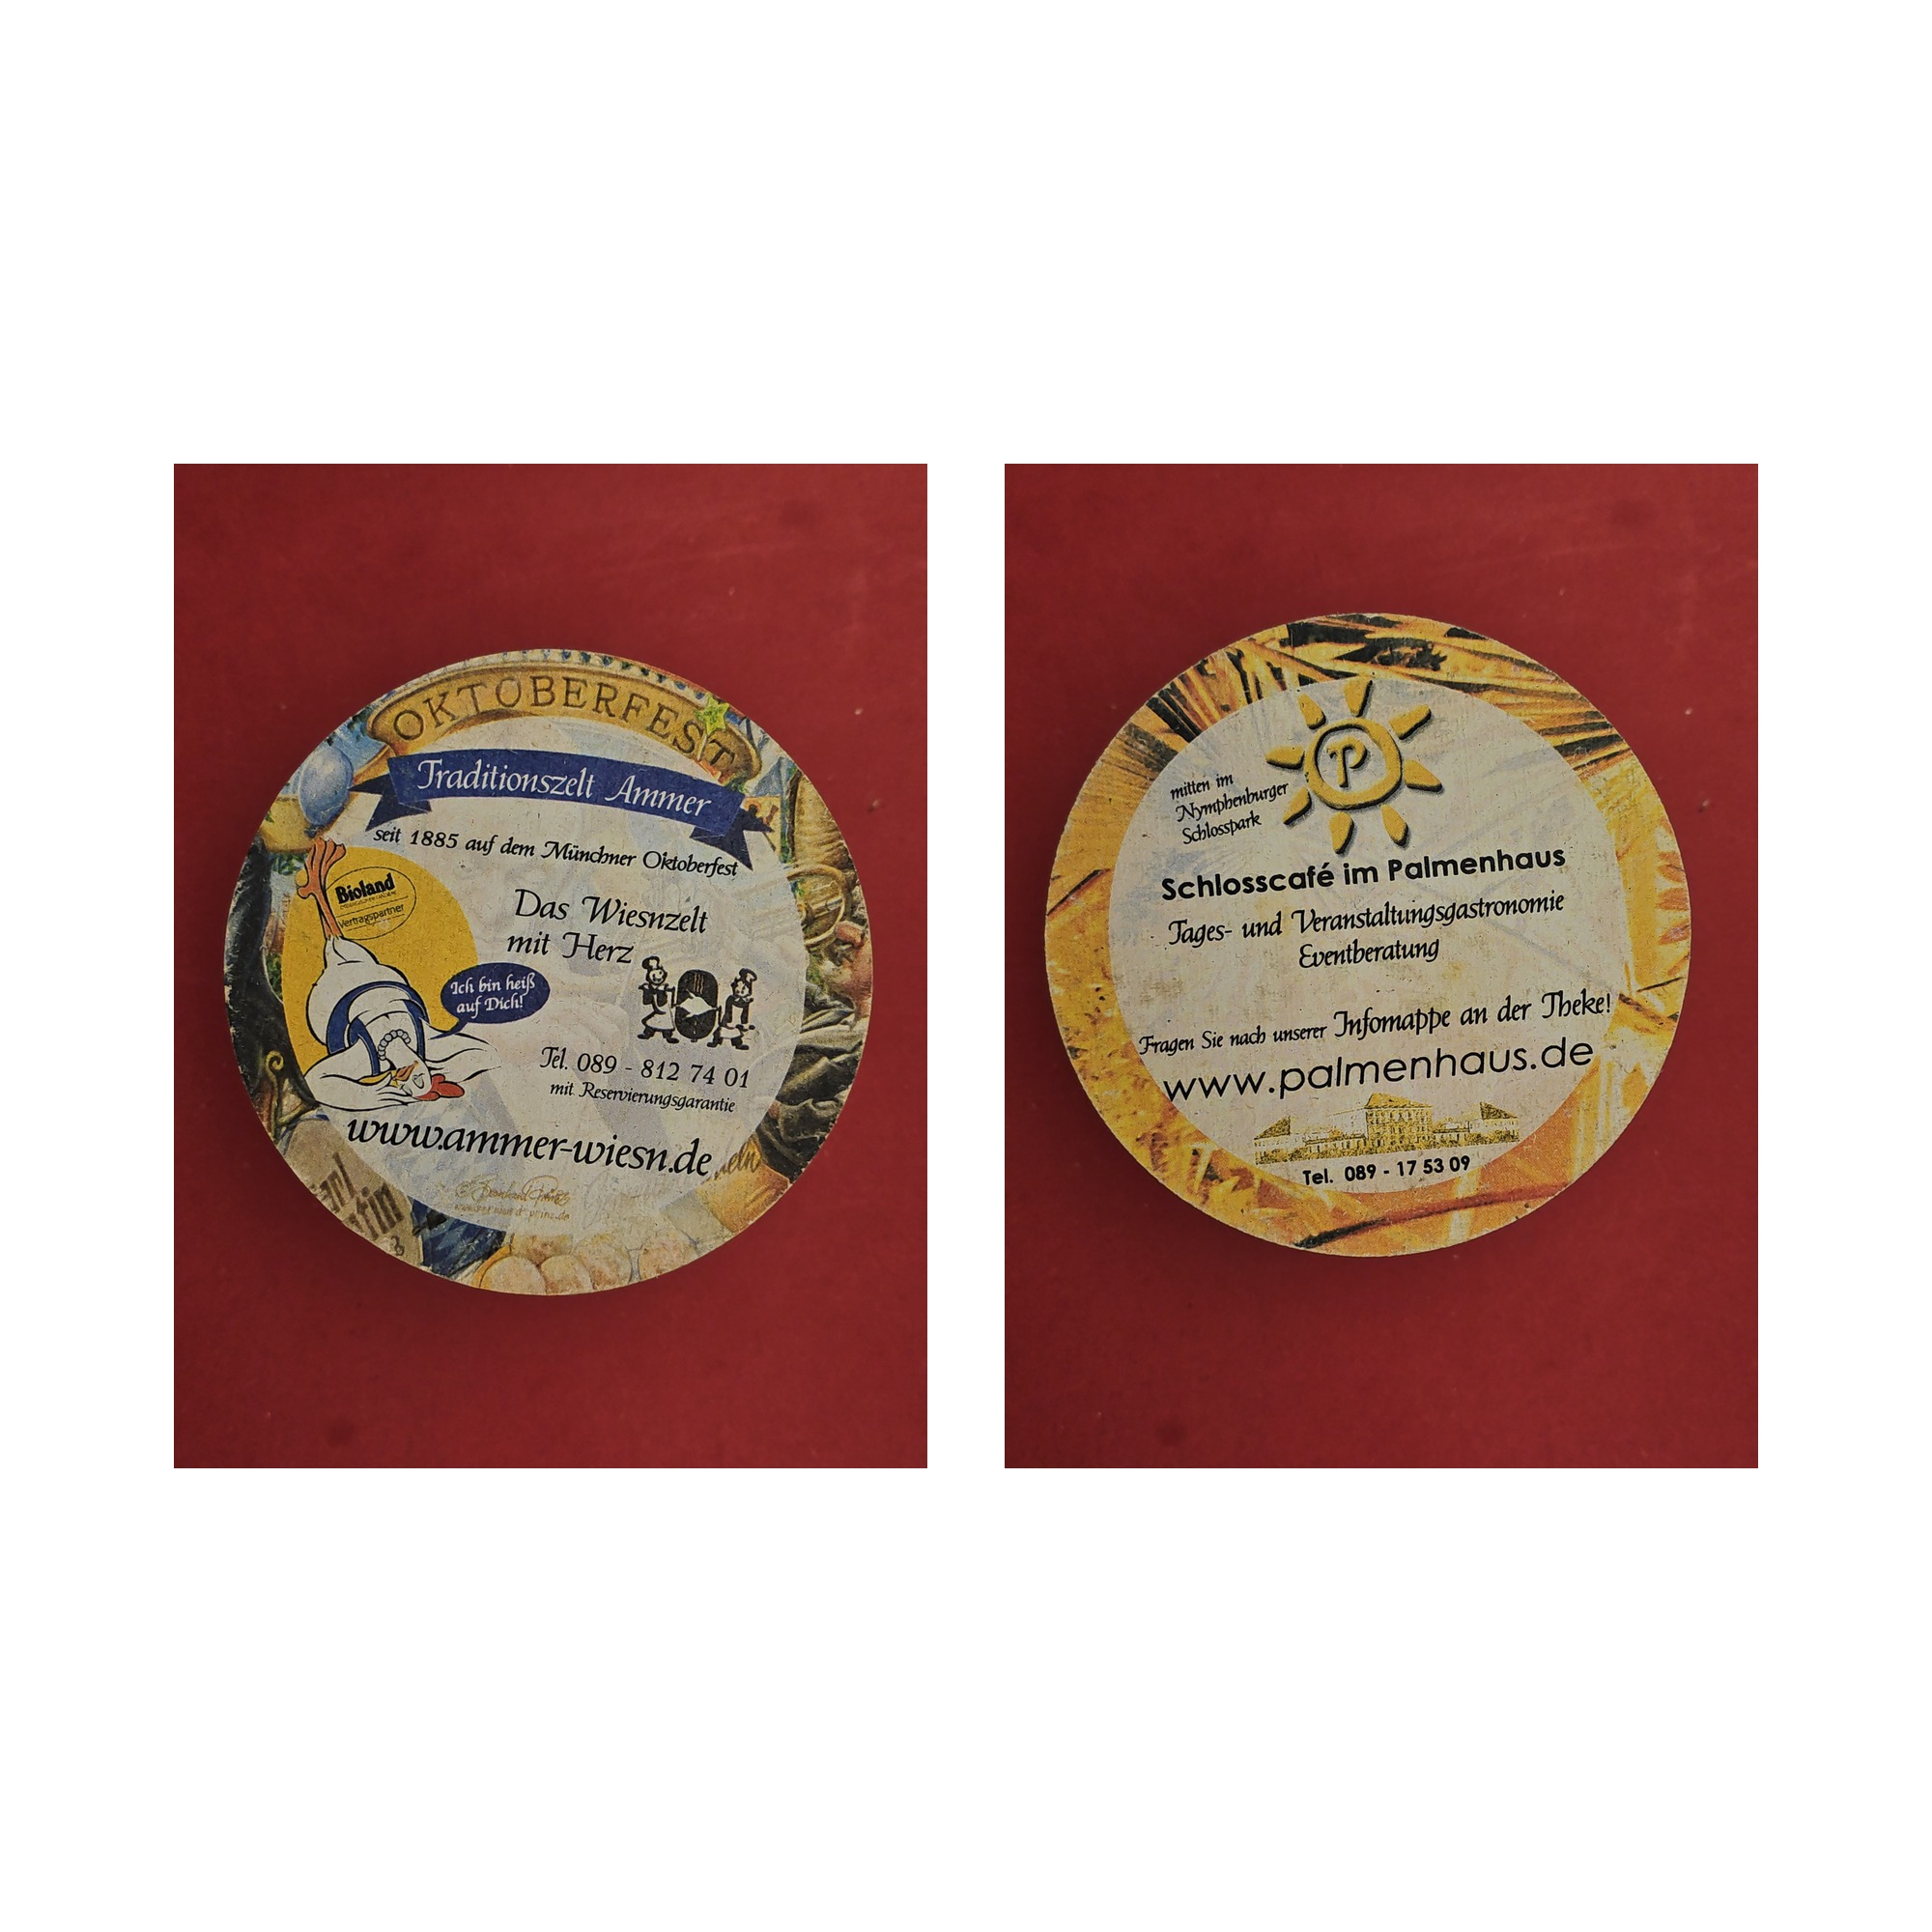 OKTOBERFEST
Traditionszelt Ammer
seit 1885 auf dem Münchner Oktoberfest
Bioland
Vertragspartner
Das Wiesnzelt
mit Herz
Ich bin heiß
auf Dich!
Tel. 089 - 812 74 01
mit Reservierungsgarantie
www.ammer-wiesn.de
P
mitten im
Nymphenburger
Schlosspark
Schlosscafé im Palmenhaus
Tages- und Veranstaltungsgastronomie
Eventberatung
Fragen Sie nach unserer Infomappe an der Theke!
www.palmenhaus.de
Tel. 089 - 17 53 09